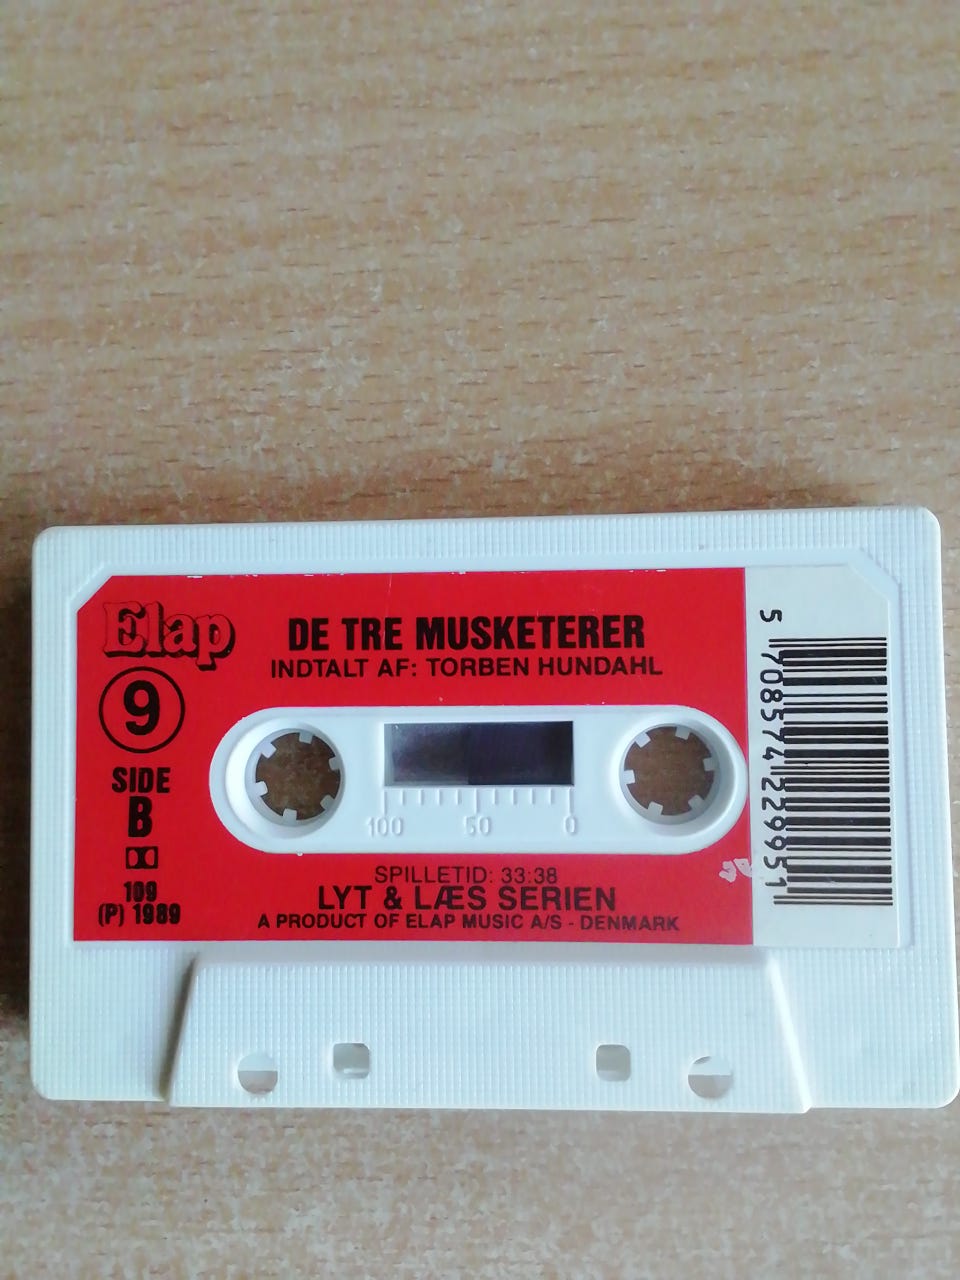 Elap
DE TRE MUSKETERER
INDTALT AF: TORBEN HUNDAHL
9
SIDE
B
109
(P) 1989
100 50 0
SPILLETID: 33:38
LYT & LÆS SERIEN
A PRODUCT OF ELAP MUSIC A/S - DENMARK
5 708574 229951